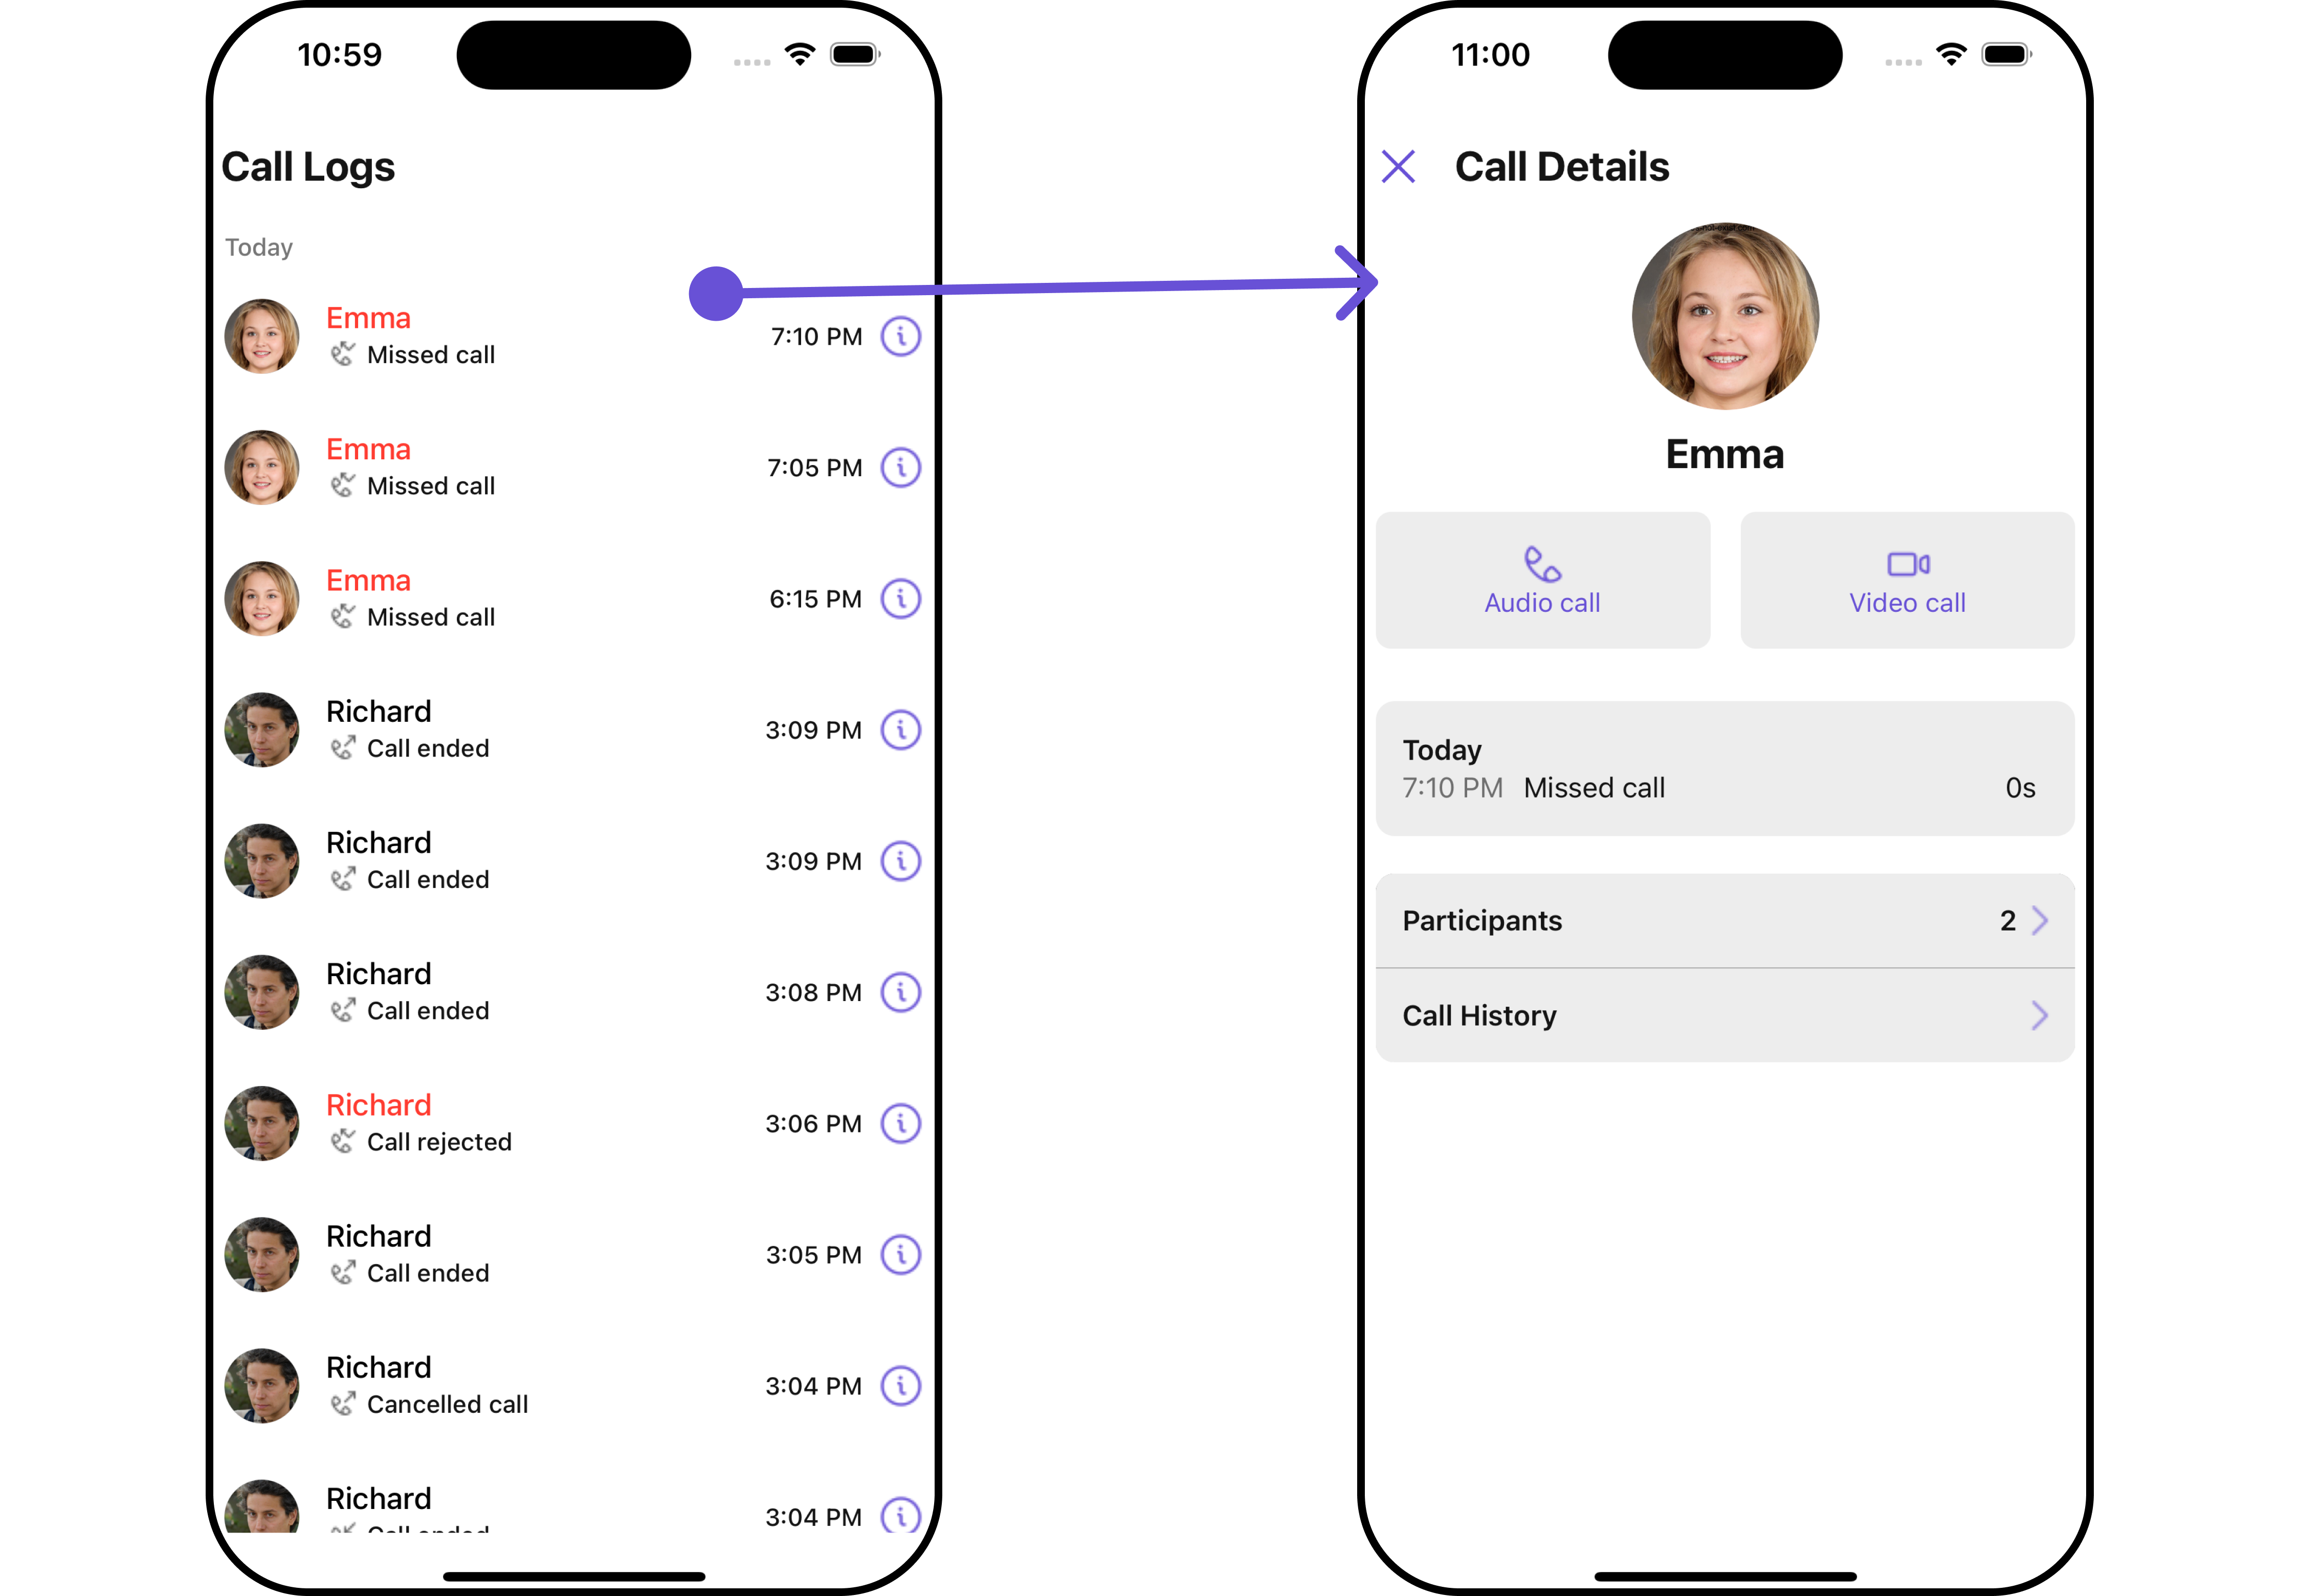 10:59
Call Logs
Today
Emma
Missed call
7:10 PM
Emma
Missed call
7:05 PM
Emma
Missed call
6:15 PM
Richard
Call ended
3:09 PM
Richard
Call ended
3:09 PM
Richard
Call ended
3:08 PM
Richard
Call rejected
3:06 PM
Richard
Call ended
3:05 PM
Richard
Cancelled call
3:04 PM
Richard
Call ended
3:04 PM
11:00
Call Details
Emma
Audio call
Video call
Today
7:10 PM Missed call 0s
Participants 2
Call History